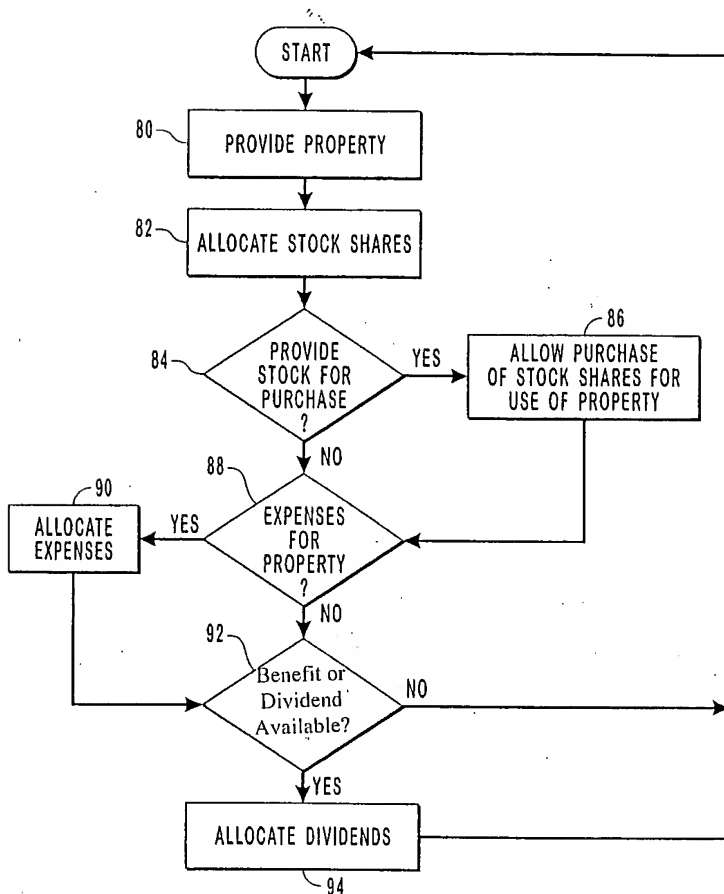 START
80
PROVIDE PROPERTY
82
ALLOCATE STOCK SHARES
84
PROVIDE
STOCK FOR
PURCHASE
?
YES
86
ALLOW PURCHASE
OF STOCK SHARES FOR
USE OF PROPERTY
NO
88
EXPENSES
FOR
PROPERTY
?
YES
90
ALLOCATE
EXPENSES
NO
92
Benefit or
Dividend
Available?
NO
YES
ALLOCATE DIVIDENDS
94